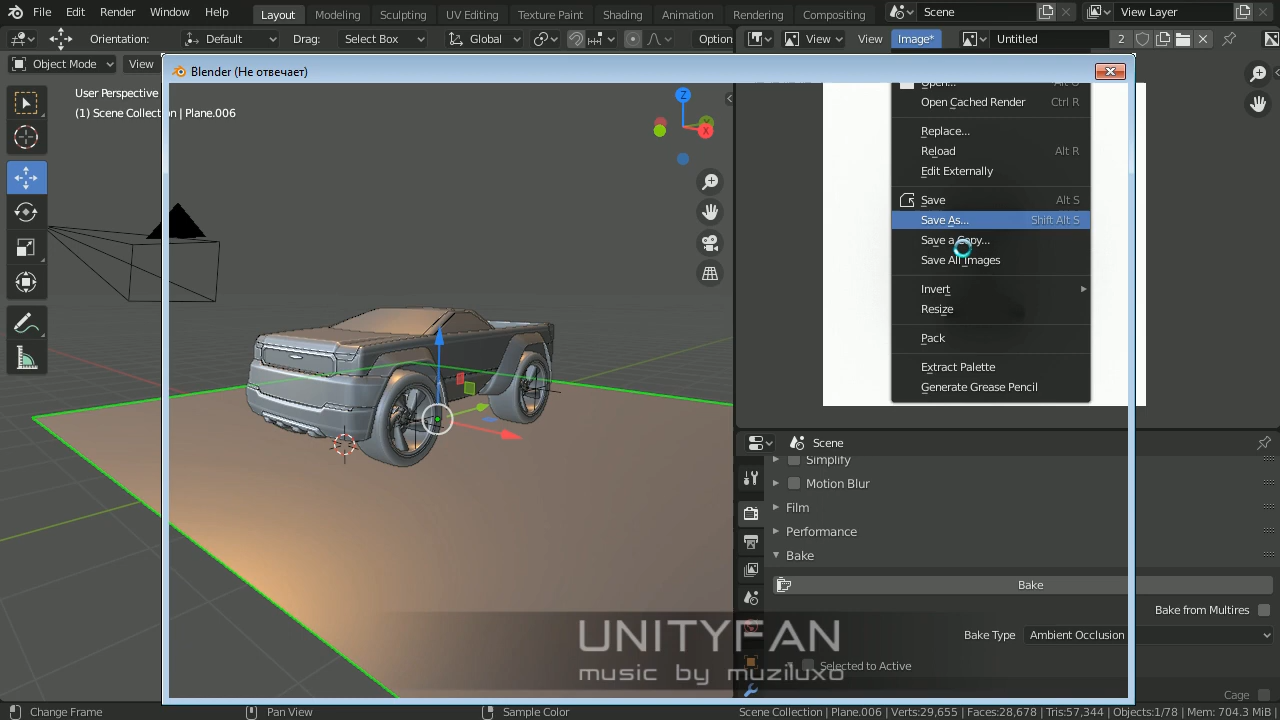 File Edit Render Window Help Layout Modeling Sculpting UV Editing Texture Paint Shading Animation Rendering Compositing Scene View Layer
Orientation: Default Drag: Select Box Global Option View View Image* Untitled 2
Object Mode View
Blender (Не отвечает)
User Perspective
(1) Scene Collection | Plane.006
Z
Y
X
Open...
Open Cached Render Ctrl R
Replace...
Reload Alt R
Edit Externally
Save Alt S
Save As... Shift Alt S
Save a Copy...
Save All Images
Invert
Resize
Pack
Extract Palette
Generate Grease Pencil
Scene
Simplify
Motion Blur
Film
Performance
Bake
Bake
Bake from Multires
Bake Type Ambient Occlusion
Selected to Active
Cage
UNITYFAN
music by muziluxo
Change Frame Pan View Sample Color Scene Collection | Plane.006 | Verts:29,655 | Faces:28,678 | Tris:57,344 | Objects:1/78 | Mem: 704.3 MiB